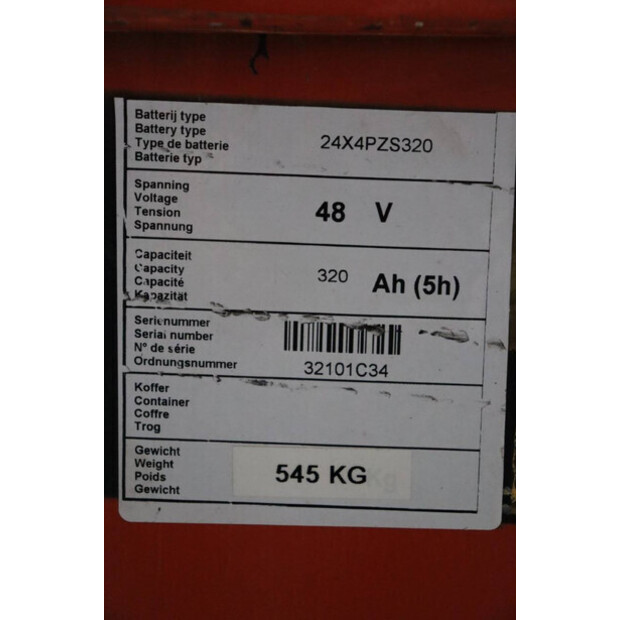 Batterij type
Battery type
Type de batterie
Batterie typ
24X4PZS320
Spanning
Voltage
Tension
Spannung
48 V
Capaciteit
Capacity
Capacité
Kapazitat
320 Ah (5h)
Serienummer
Serial number
N° de série
Ordnungsnummer
32101C34
Koffer
Container
Coffre
Trog
Gewicht
Weight
Poids
Gewicht
545 KG